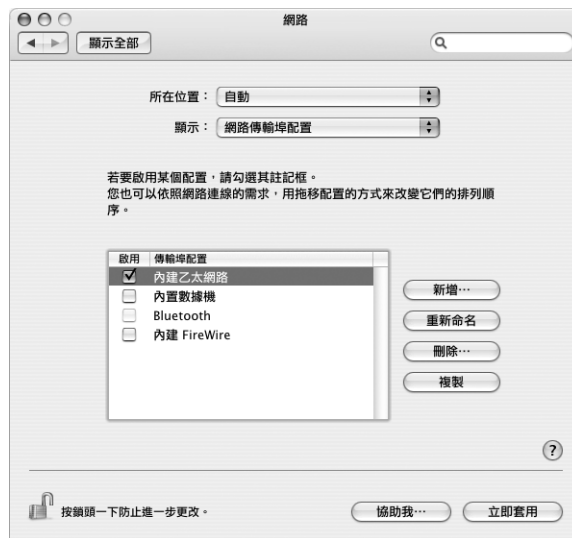 網路
顯示全部
所在位置： 自動
顯示： 網路傳輸埠配置
若要啟用某個配置，請勾選其註記框。
您也可以依照網路連線的需求，用拖移配置的方式來改變它們的排列順
序。
啟用 傳輸埠配置
內建乙太網路
內置數據機
Bluetooth
內建 FireWire
新增…
重新命名
刪除…
複製
?
按鎖頭一下防止進一步更改。
協助我… 立即套用